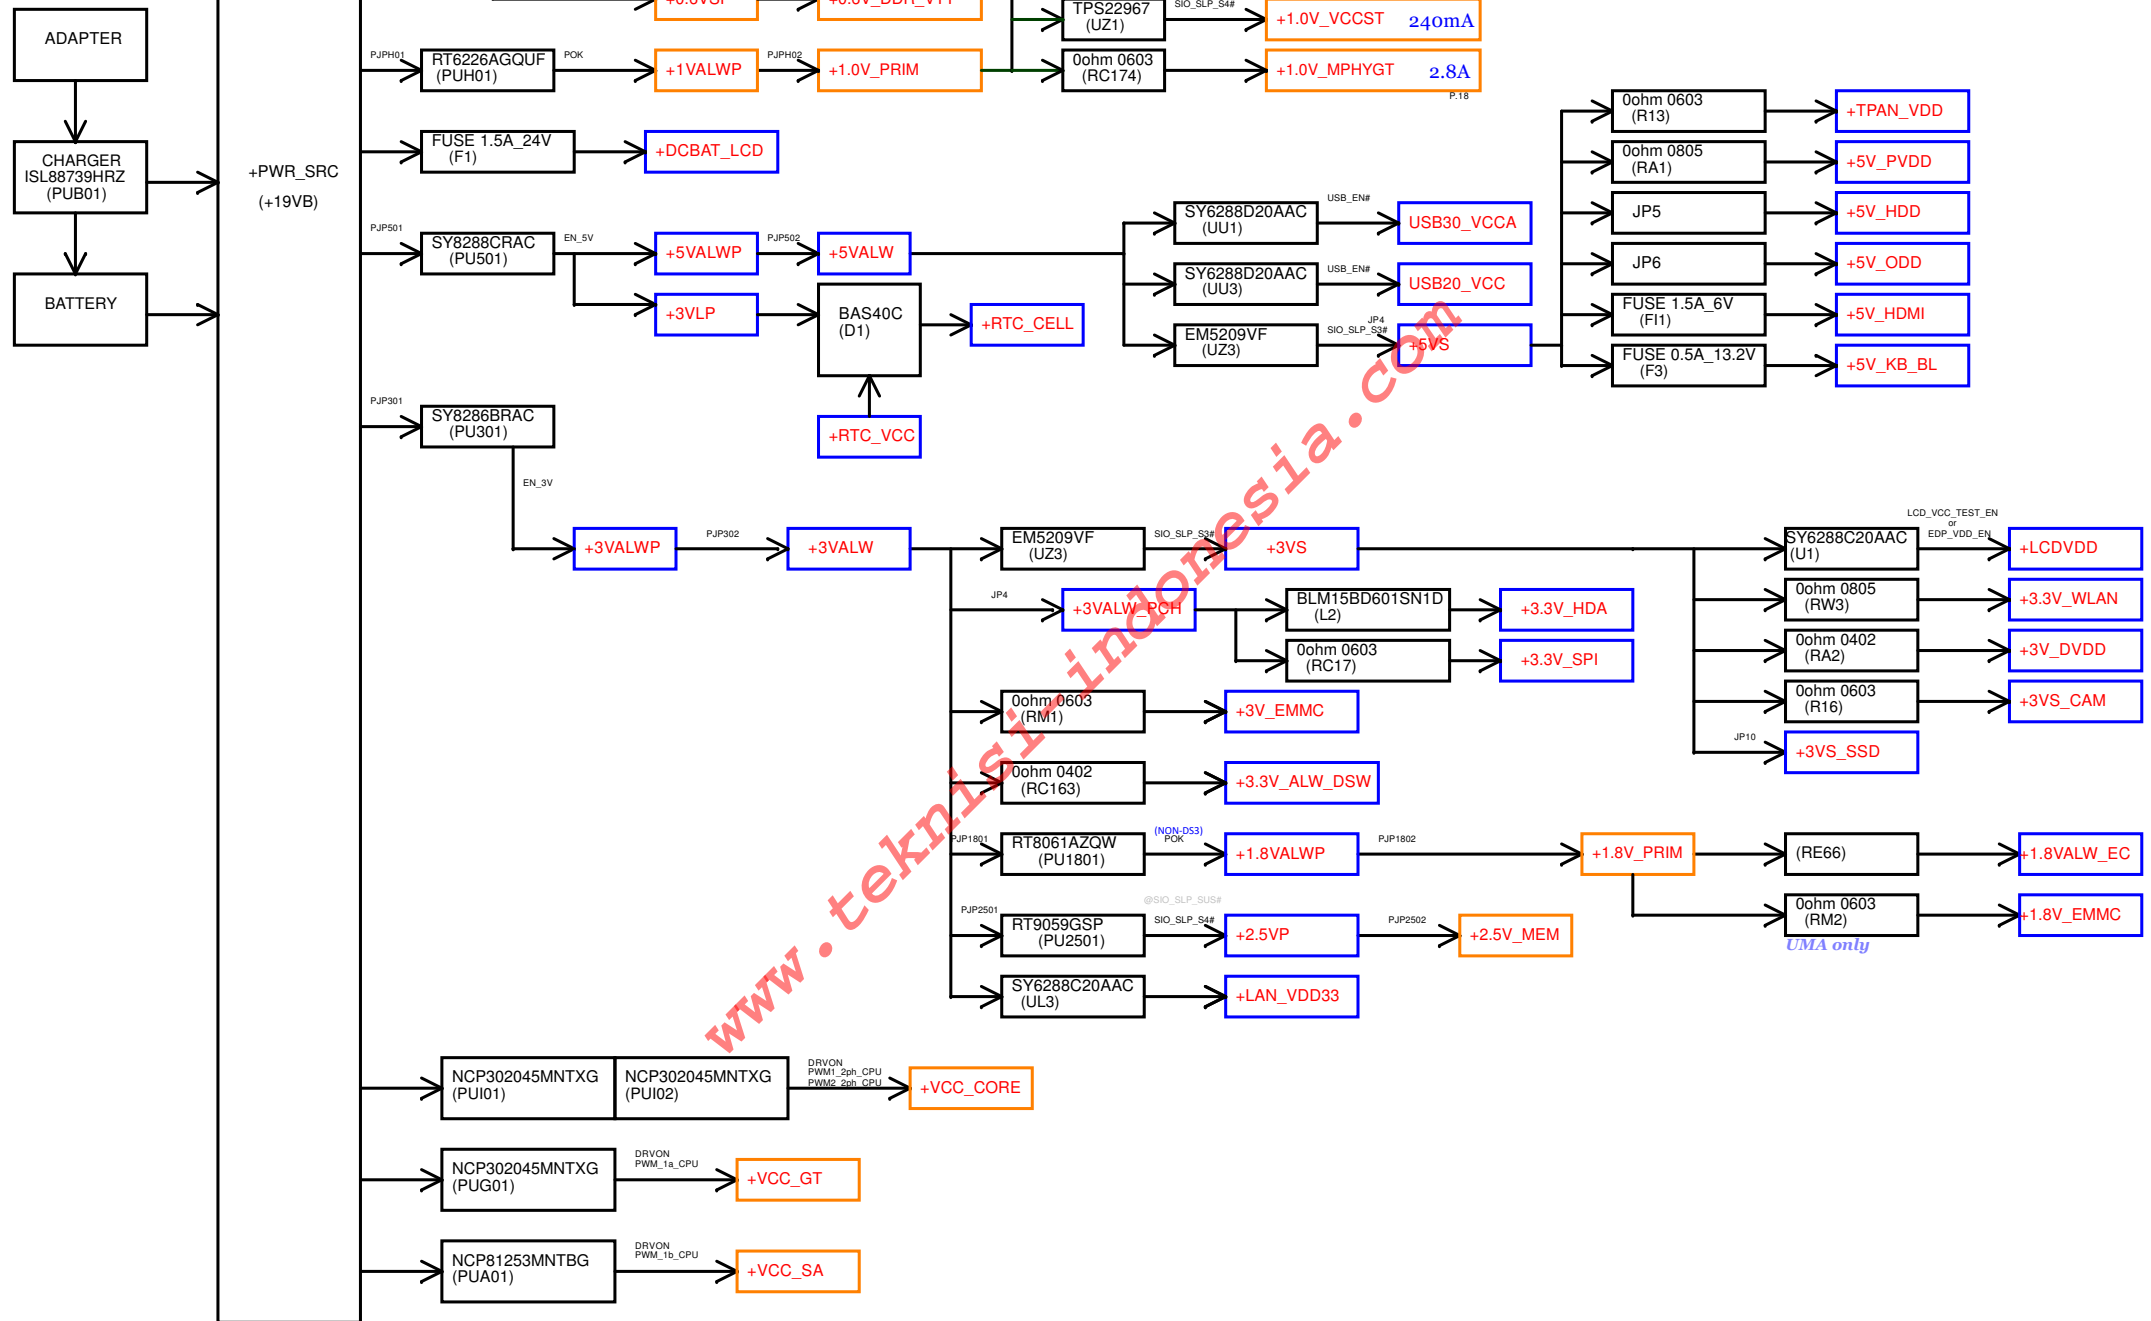 ADAPTER
CHARGER
ISL88739HRZ
(PUB01)
BATTERY
+PWR_SRC
(+19VB)
TPS22967
(UZ1)
SIO_SLP_S4#
+1.0V_VCCST 240mA
PJPH01
RT6226AGQUF
(PUH01)
POK
+1VALWP
PJPH02
+1.0V_PRIM
0ohm 0603
(RC174)
+1.0V_MPHYGT 2.8A
P.18
FUSE 1.5A_24V
(F1)
+DCBAT_LCD
PJP501
SY8288CRAC
(PU501)
EN_5V
+5VALWP
PJP502
+5VALW
+3VLP
BAS40C
(D1)
+RTC_CELL
+RTC_VCC
SY6288D20AAC
(UU1)
USB_EN#
USB30_VCCA
SY6288D20AAC
(UU3)
USB_EN#
USB20_VCC
EM5209VF
(UZ3)
JP4
SIO_SLP_S3#
+5VS
0ohm 0603
(R13)
+TPAN_VDD
0ohm 0805
(RA1)
+5V_PVDD
JP5
+5V_HDD
JP6
+5V_ODD
FUSE 1.5A_6V
(FI1)
+5V_HDMI
FUSE 0.5A_13.2V
(F3)
+5V_KB_BL
PJP301
SY8286BRAC
(PU301)
EN_3V
+3VALWP
PJP302
+3VALW
EM5209VF
(UZ3)
SIO_SLP_S3#
+3VS
JP4
+3VALW_PCH
BLM15BD601SN1D
(L2)
+3.3V_HDA
0ohm 0603
(RC17)
+3.3V_SPI
0ohm 0603
(RM1)
+3V_EMMC
0ohm 0402
(RC163)
+3.3V_ALW_DSW
PJP1801
RT8061AZQW
(PU1801)
(NON-DS3)
POK
+1.8VALWP
PJP1802
+1.8V_PRIM
(RE66)
+1.8VALW_EC
0ohm 0603
(RM2)
+1.8V_EMMC
UMA only
@SIO_SLP_SUS#
PJP2501
RT9059GSP
(PU2501)
SIO_SLP_S4#
+2.5VP
PJP2502
+2.5V_MEM
SY6288C20AAC
(UL3)
+LAN_VDD33
LCD_VCC_TEST_EN
or
EDP_VDD_EN
SY6288C20AAC
(U1)
+LCDVDD
0ohm 0805
(RW3)
+3.3V_WLAN
0ohm 0402
(RA2)
+3V_DVDD
0ohm 0603
(R16)
+3VS_CAM
JP10
+3VS_SSD
NCP302045MNTXG
(PUI01)
NCP302045MNTXG
(PUI02)
DRVON
PWM1_2ph_CPU
PWM2_2ph_CPU
+VCC_CORE
NCP302045MNTXG
(PUG01)
DRVON
PWM_1a_CPU
+VCC_GT
NCP81253MNTBG
(PUA01)
DRVON
PWM_1b_CPU
+VCC_SA
www.teknisi-indonesia.com